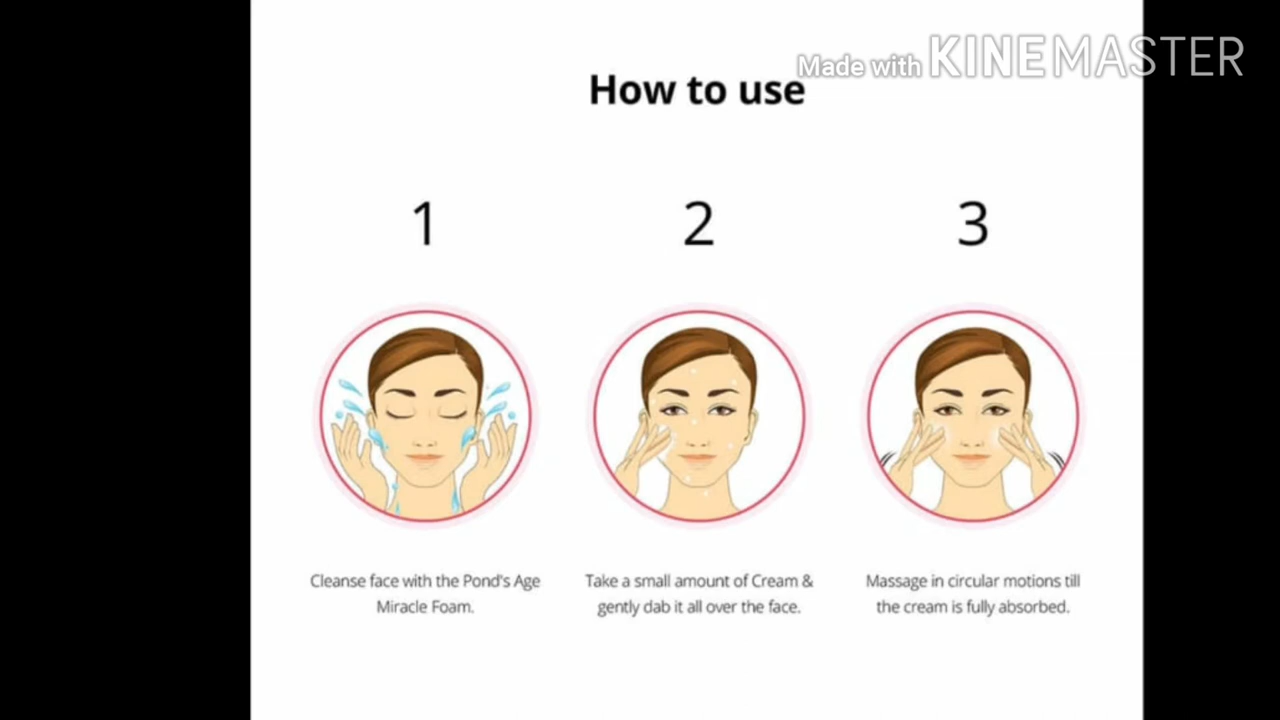 Made with KINEMASTER
How to use
1
2
3
Cleanse face with the Pond's Age
Miracle Foam.
Take a small amount of Cream &
gently dab it all over the face.
Massage in circular motions till
the cream is fully absorbed.